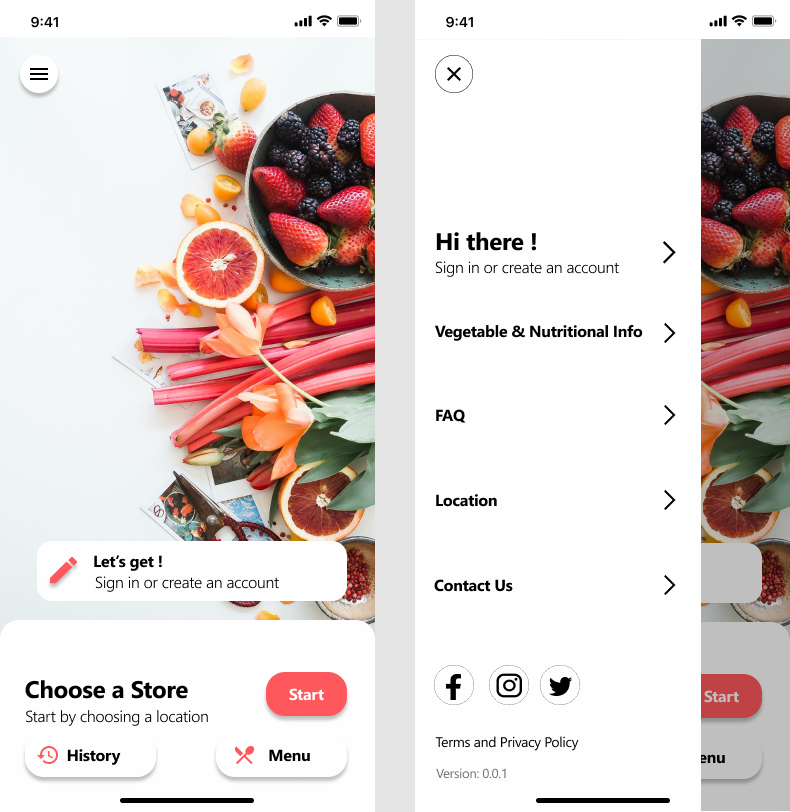 9:41
Let's get !
Sign in or create an account
Choose a Store
Start by choosing a location
Start
History
Menu
9:41
Hi there !
Sign in or create an account
Vegetable & Nutritional Info
FAQ
Location
Contact Us
Terms and Privacy Policy
Version: 0.0.1
Start
enu